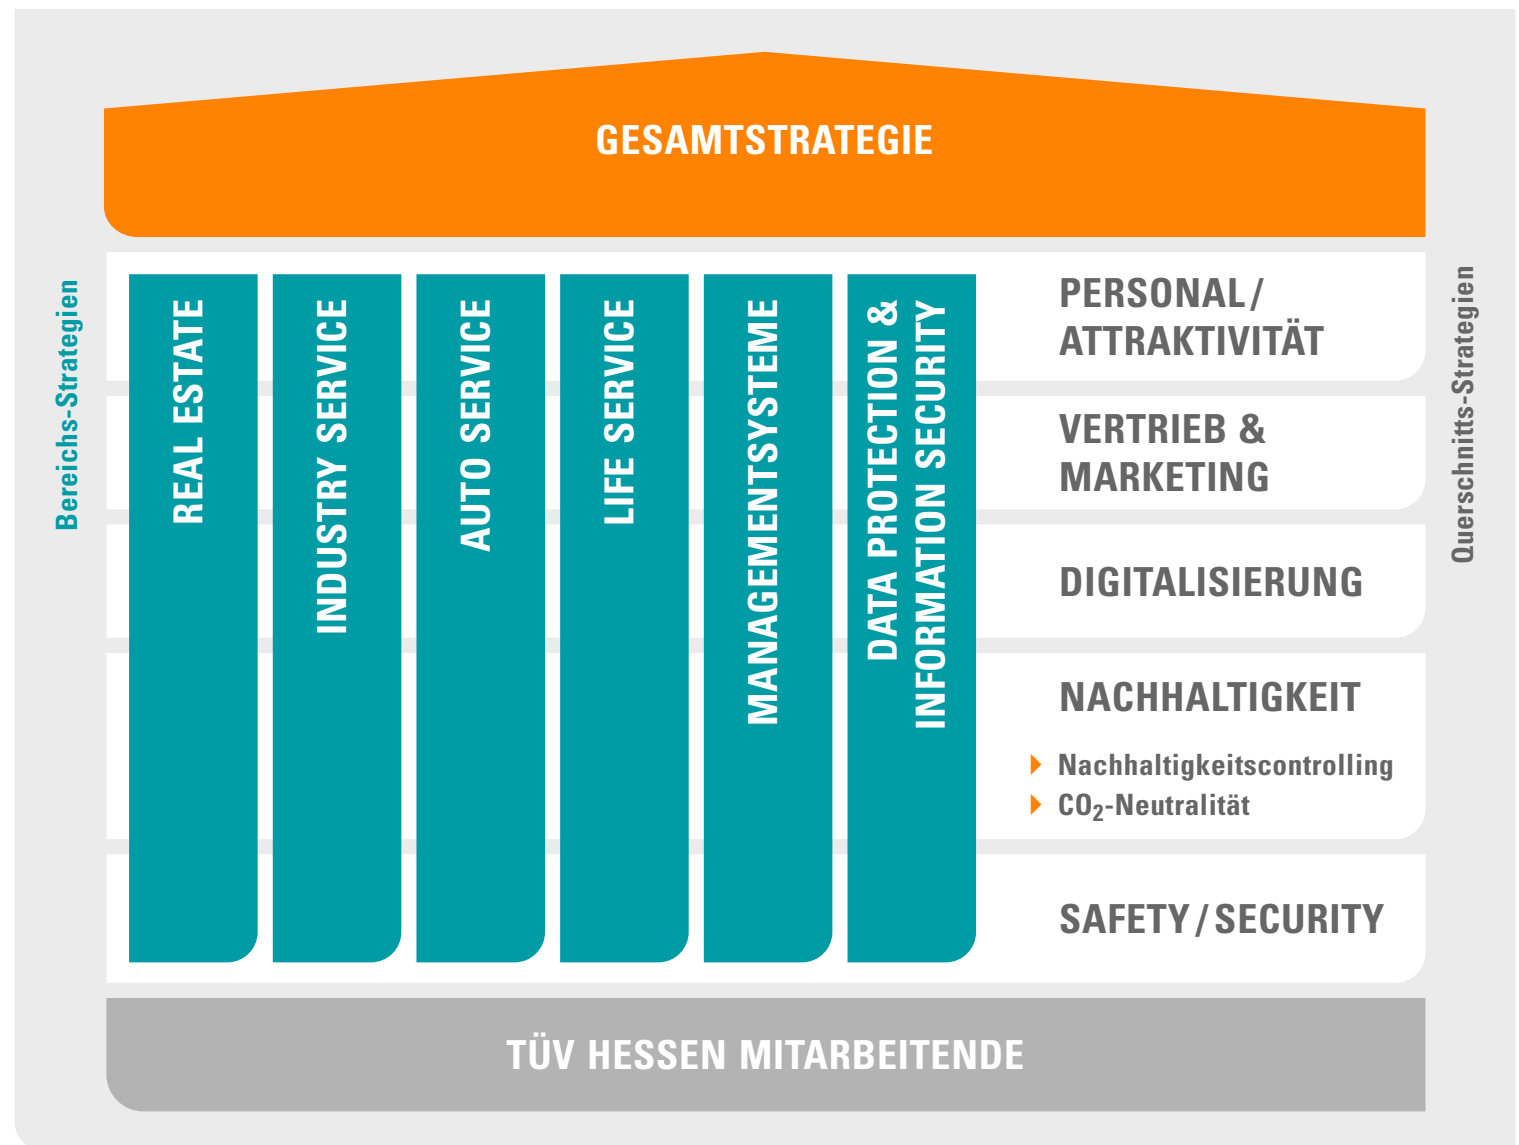 GESAMTSTRATEGIE
Bereichs-Strategien
REAL ESTATE
INDUSTRY SERVICE
AUTO SERVICE
LIFE SERVICE
MANAGEMENTSYSTEME
DATA PROTECTION &
INFORMATION SECURITY
PERSONAL/
ATTRAKTIVITÄT
VERTRIEB &
MARKETING
DIGITALISIERUNG
NACHHALTIGKEIT
Nachhaltigkeitscontrolling
CO₂-Neutralität
SAFETY/SECURITY
Querschnitts-Strategien
TÜV HESSEN MITARBEITENDE